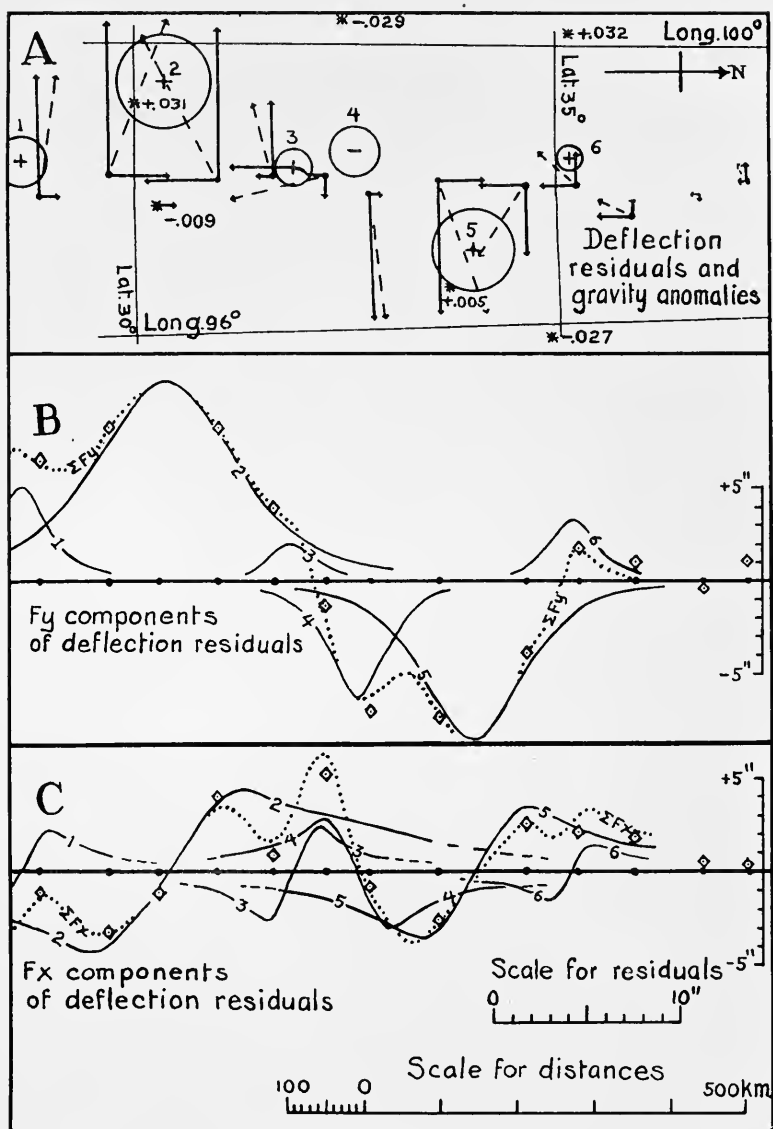 A
*-.029
*+.032
Long.100°
N
Lat.35°
2
*+.031
1
+
3
+
4
-
6
+
*-.009
5
*+.005
Lat.30°
Long.96°
*-.027
Deflection
residuals and
gravity anomalies
B
ΣFy
2
1
3
4
5
6
ΣFy
+5"
-5"
Fy components
of deflection residuals
C
+5"
1
2
4
3
5
ΣFx
ΣFx
2
3
5
4
6
6
-5"
Fx components
of deflection residuals
Scale for residuals
0 10"
Scale for distances
100 0 500km